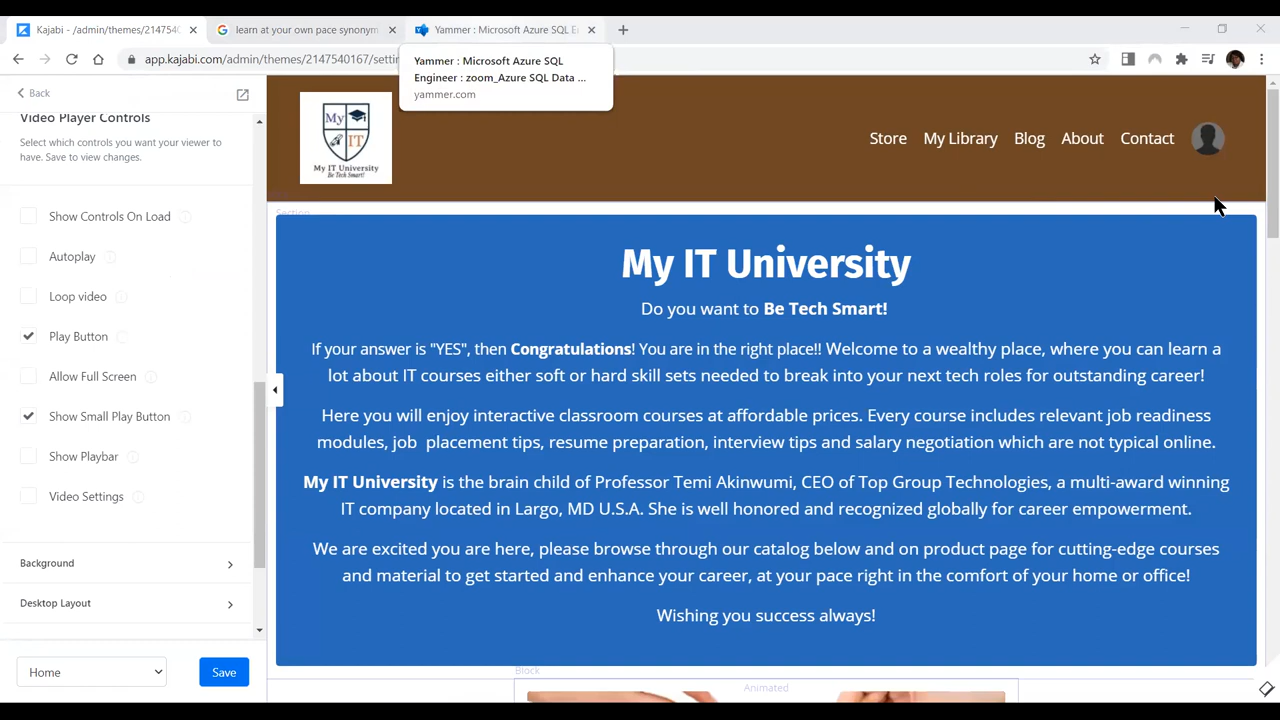 Kajabi - /admin/themes/2147540
learn at your own pace synonym
Yammer : Microsoft Azure SQL E
app.kajabi.com/admin/themes/2147540167/settin
Yammer : Microsoft Azure SQL
Engineer : zoom_Azure SQL Data ...
yammer.com
Back
Video Player Controls
Select which controls you want your viewer
to have. Save to view changes.
Show Controls On Load
Autoplay
Loop video
Play Button
Allow Full Screen
Show Small Play Button
Show Playbar
Video Settings
Background
Desktop Layout
Home
Save
My IT
My IT University
Be Tech Smart!
Store
My Library
Blog
About
Contact
Section
My IT University
Do you want to Be Tech Smart!
If your answer is "YES", then Congratulations! You are in the right place!! Welcome to a wealthy place, where you can learn a
lot about IT courses either soft or hard skill sets needed to break into your next tech roles for outstanding career!
Here you will enjoy interactive classroom courses at affordable prices. Every course includes relevant job readiness
modules, job placement tips, resume preparation, interview tips and salary negotiation which are not typical online.
My IT University is the brain child of Professor Temi Akinwumi, CEO of Top Group Technologies, a multi-award winning
IT company located in Largo, MD U.S.A. She is well honored and recognized globally for career empowerment.
We are excited you are here, please browse through our catalog below and on product page for cutting-edge courses
and material to get started and enhance your career, at your pace right in the comfort of your home or office!
Wishing you success always!
Block
Animated